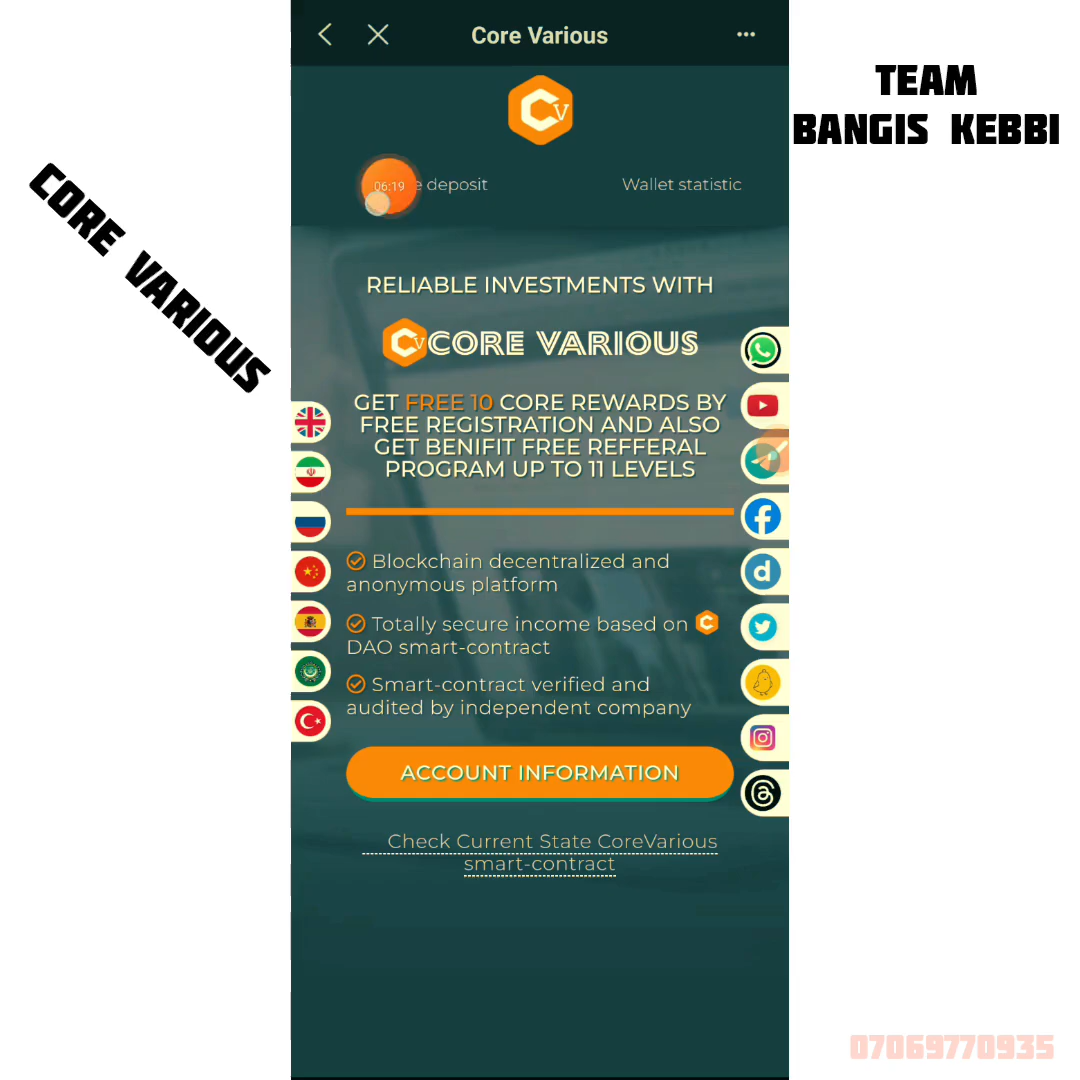 Core Various
TEAM
BANGIS KEBBI
CORE VARIOUS
06:19
deposit
Wallet statistic
RELIABLE INVESTMENTS WITH
CORE VARIOUS
GET FREE 10 CORE REWARDS BY
FREE REGISTRATION AND ALSO
GET BENIFIT FREE REFFERAL
PROGRAM UP TO 11 LEVELS
Blockchain decentralized and
anonymous platform
Totally secure income based on
DAO smart-contract
Smart-contract verified and
audited by independent company
ACCOUNT INFORMATION
Check Current State CoreVarious
smart-contract
07069770935